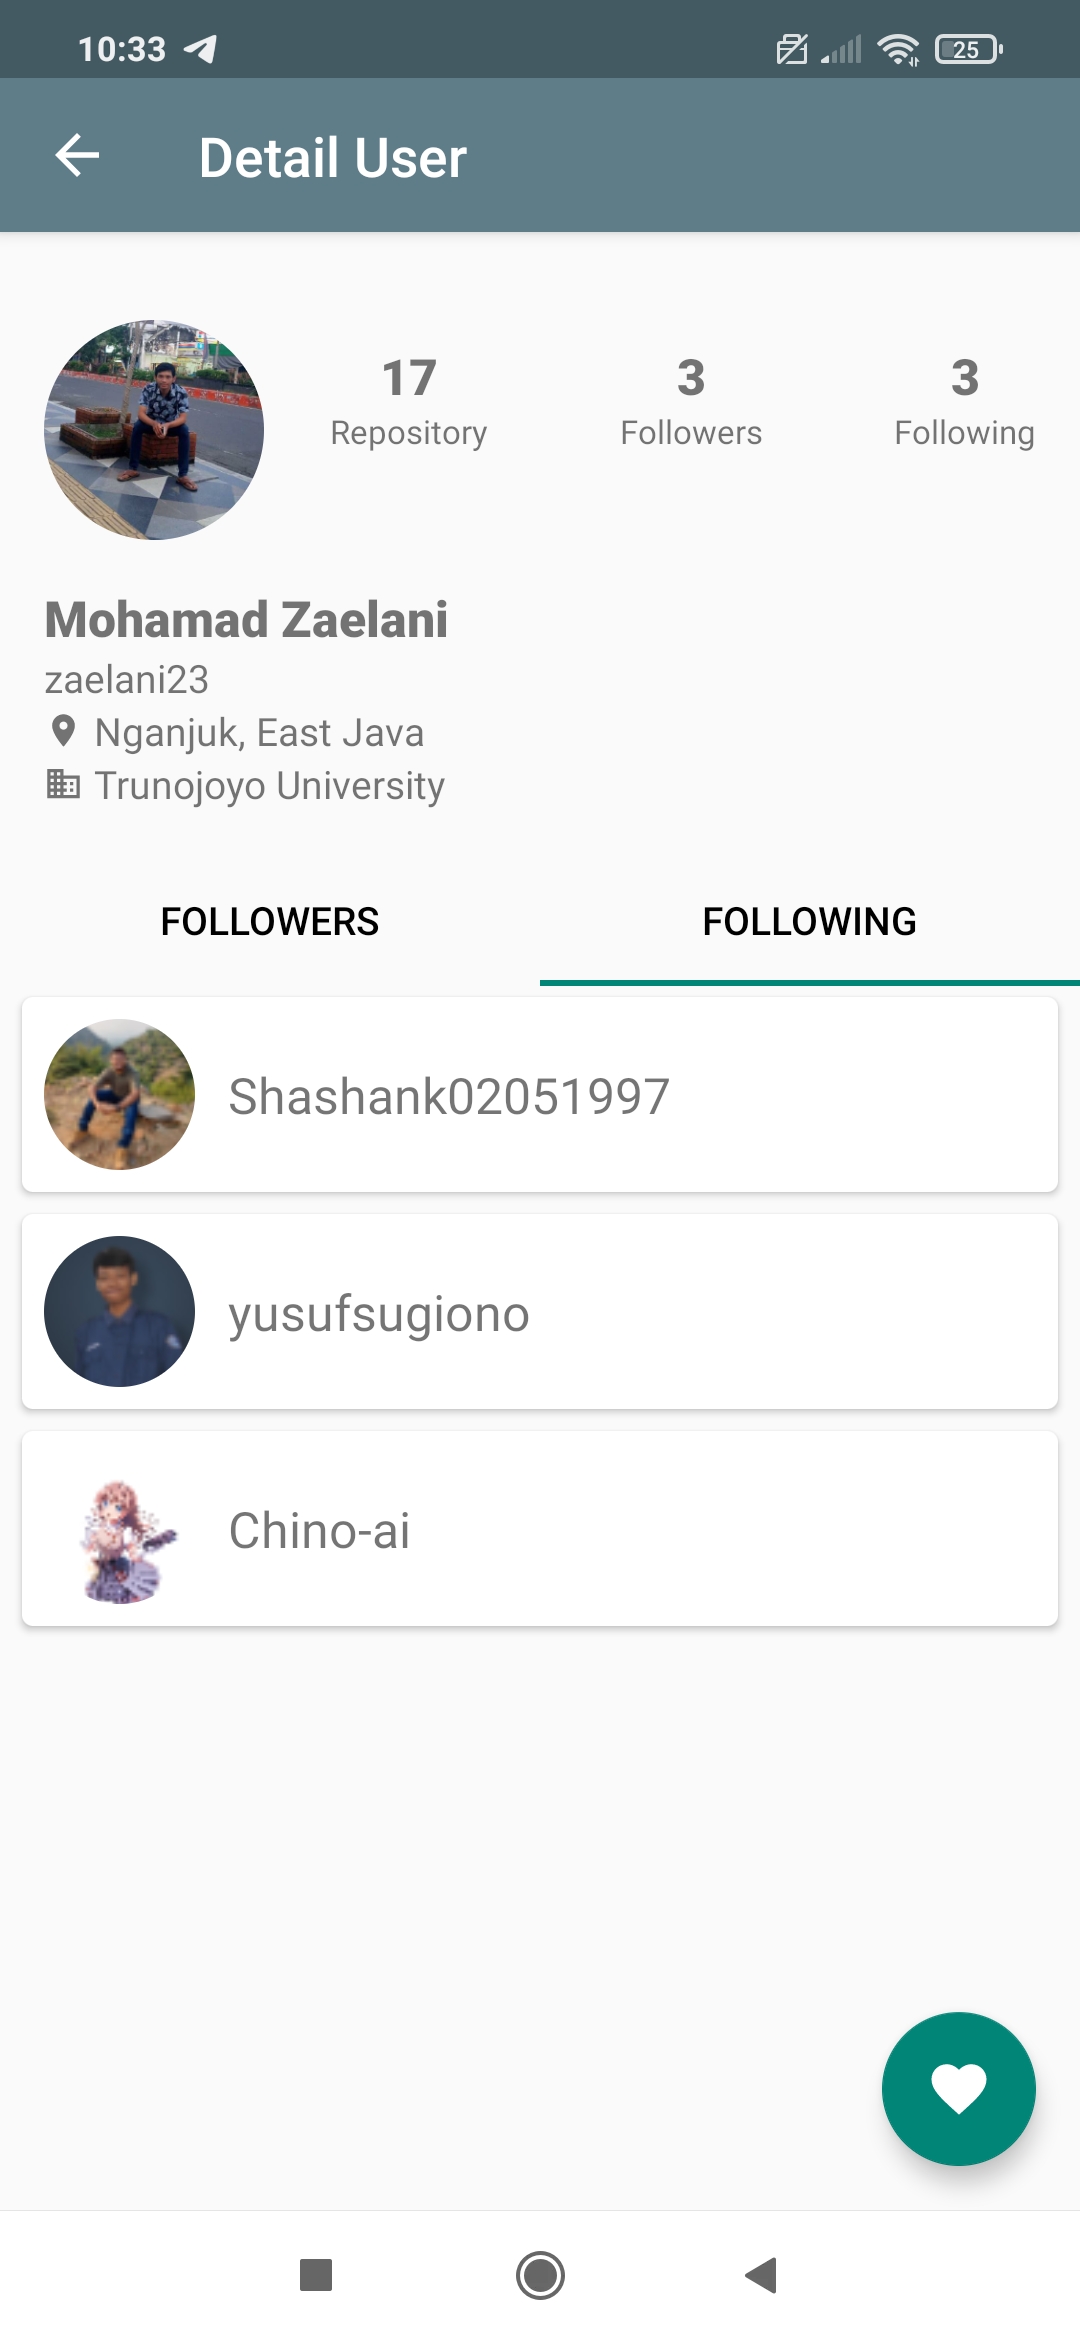 10:33
25
Detail User
17
Repository
3
Followers
3
Following
Mohamad Zaelani
zaelani23
Nganjuk, East Java
Trunojoyo University
FOLLOWERS
FOLLOWING
Shashank02051997
yusufsugiono
Chino-ai